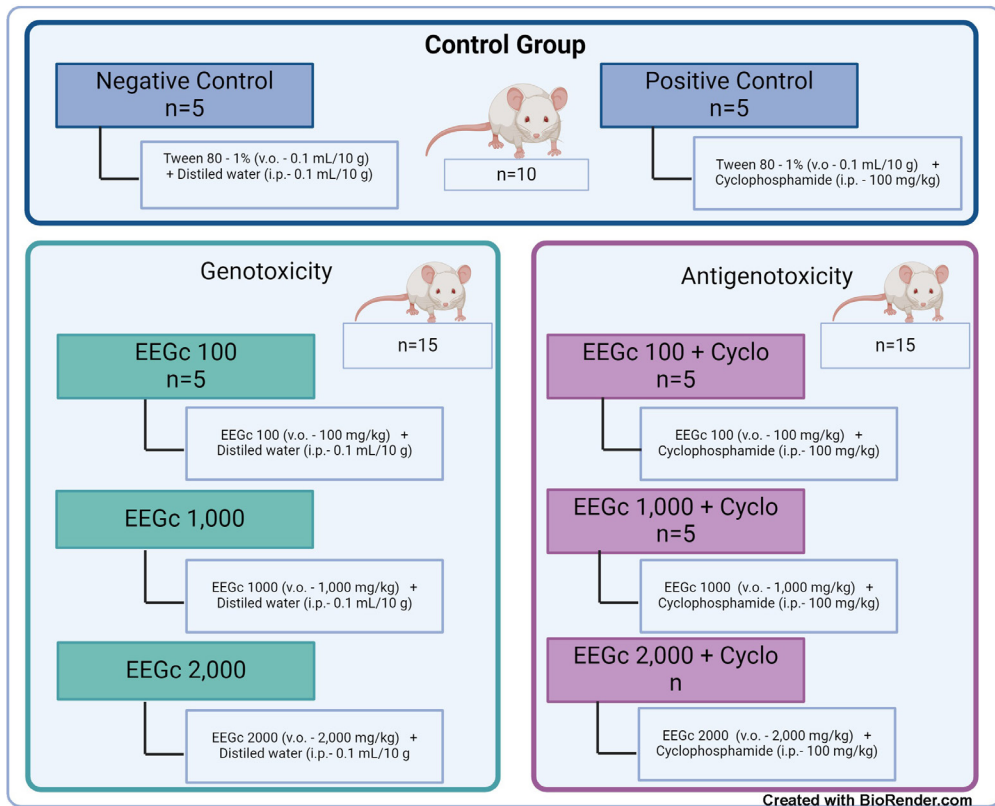 Control Group
Negative Control
n=5
Tween 80 - 1% (v.o. - 0.1 mL/10 g)
+ Distiled water (i.p.- 0.1 mL/10 g)
n=10
Positive Control
n=5
Tween 80 - 1% (v.o - 0.1 mL/10 g) +
Cyclophosphamide (i.p. - 100 mg/kg)
Genotoxicity
n=15
EEGc 100
n=5
EEGc 100 (v.o. - 100 mg/kg) +
Distiled water (i.p.- 0.1 mL/10 g)
EEGc 1,000
EEGc 1000 (v.o. - 1,000 mg/kg) +
Distiled water (i.p.- 0.1 mL/10 g)
EEGc 2,000
EEGc 2000 (v.o. - 2,000 mg/kg) +
Distiled water (i.p.- 0.1 mL/10 g
Antigenotoxicity
n=15
EEGc 100 + Cyclo
n=5
EEGc 100 (v.o. - 100 mg/kg) +
Cyclophosphamide (i.p.- 100 mg/kg)
EEGc 1,000 + Cyclo
n=5
EEGc 1000 (v.o. - 1,000 mg/kg) +
Cyclophosphamide (i.p.- 100 mg/kg)
EEGc 2,000 + Cyclo
n
EEGc 2000 (v.o. - 2,000 mg/kg) +
Cyclophosphamide (i.p.- 100 mg/kg)
Created with BioRender.com